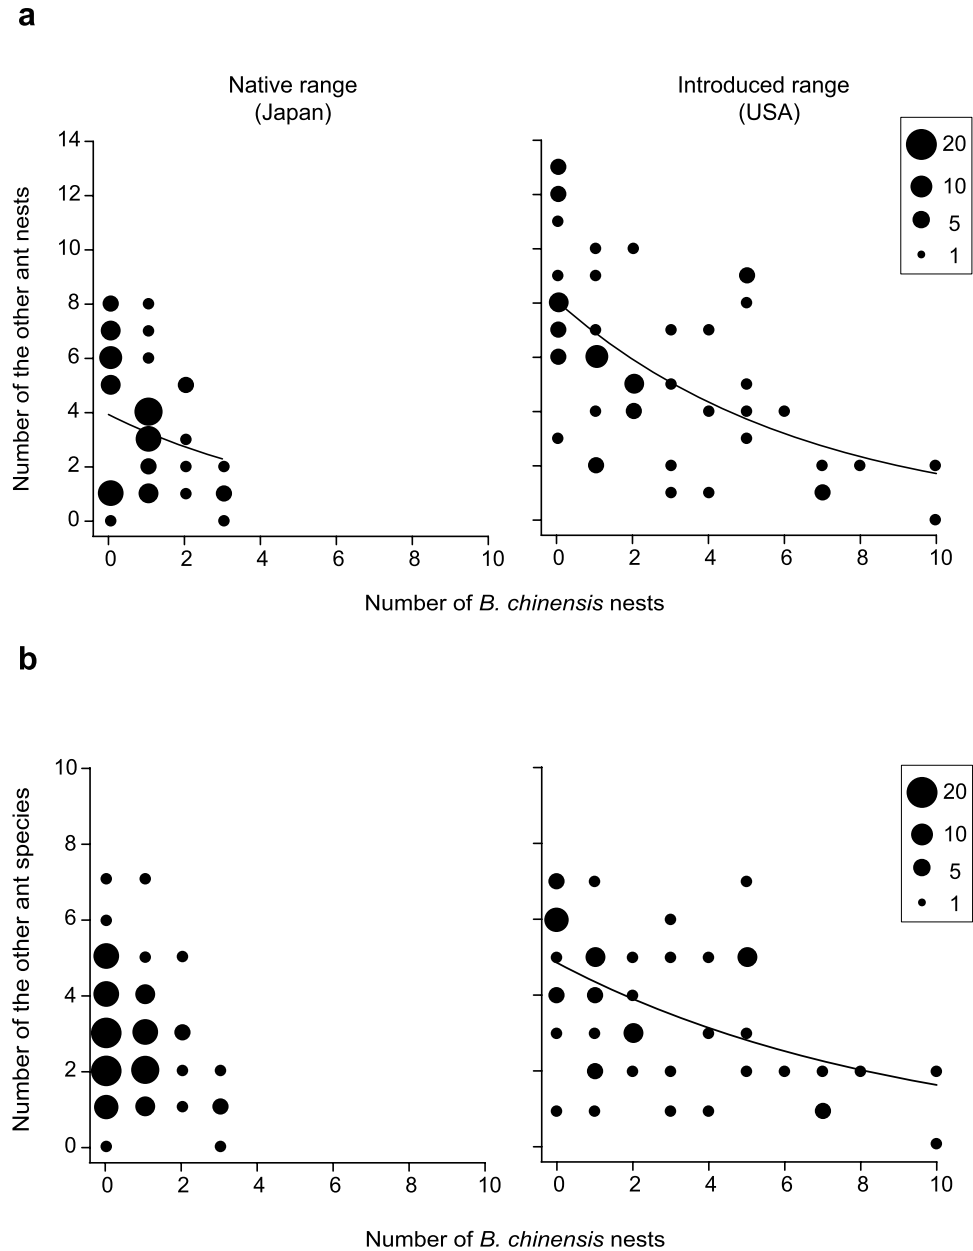 a
Native range
(Japan)
Introduced range
(USA)
20
10
5
1
Number of the other ant nests
14
12
10
8
6
4
2
0
0 2 4 6 8 10
0 2 4 6 8 10
Number of B. chinensis nests
b
20
10
5
1
Number of the other ant species
10
8
6
4
2
0
0 2 4 6 8 10
0 2 4 6 8 10
Number of B. chinensis nests